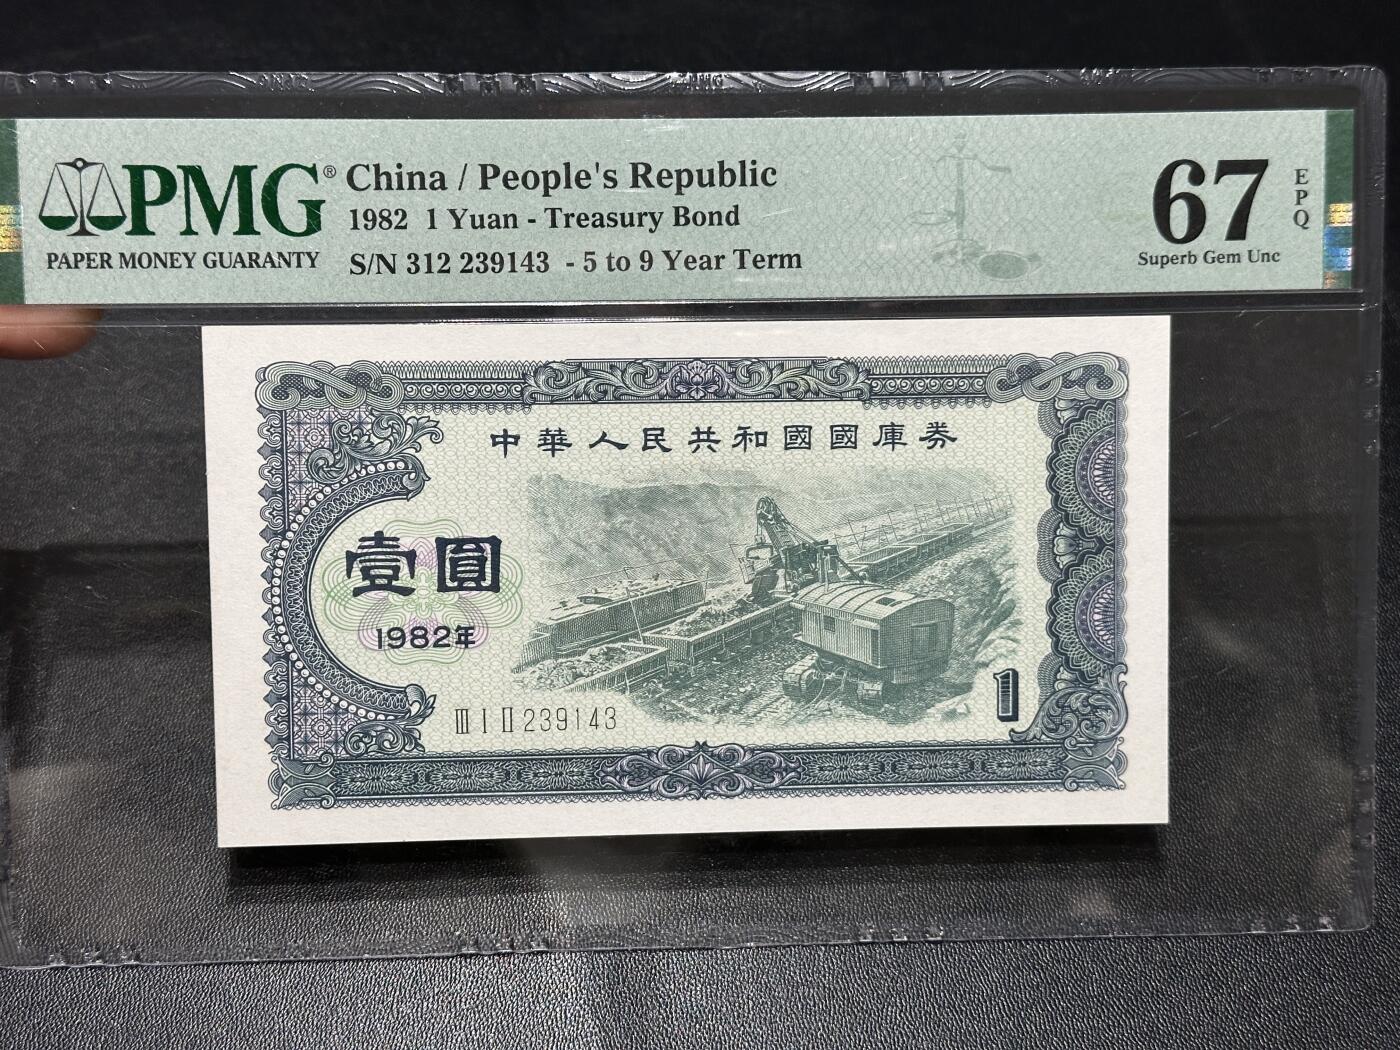 PMG®
PAPER MONEY GUARANTY
China / People's Republic
1982 1 Yuan - Treasury Bond
S/N 312 239143 - 5 to 9 Year Term
67
EPQ
Superb Gem Unc
中華人民共和國國庫券
壹圓
1982年
III I II 239143
1